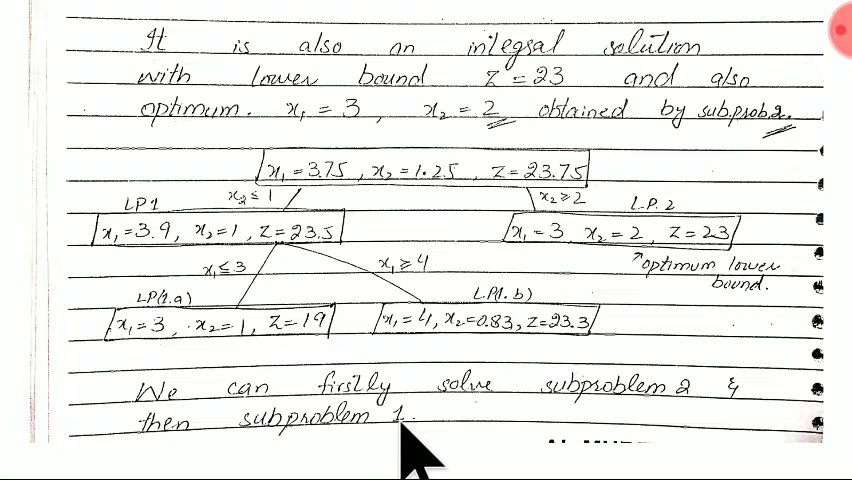 It is also an integral solution
with lower bound Z = 23 and also
optimum. x₁ = 3 , x₂ = 2 obtained by sub.prob.2.
x₁ = 3.75 , x₂ = 1.25 , Z = 23.75
x₂ ≤ 1 x₂ ≥ 2
LP1 L.P. 2
x₁ = 3.9, x₂ = 1, Z = 23.5 x₁ = 3 x₂ = 2, Z = 23
x₁ ≤ 3 x₁ ≥ 4 optimum lower
bound.
LP(1.a) L.P(1.b)
x₁ = 3, x₂ = 1, Z = 19 x₁ = 4, x₂ = 0.83, Z = 23.3
We can firstly solve subproblem 2 &
then subproblem 1.